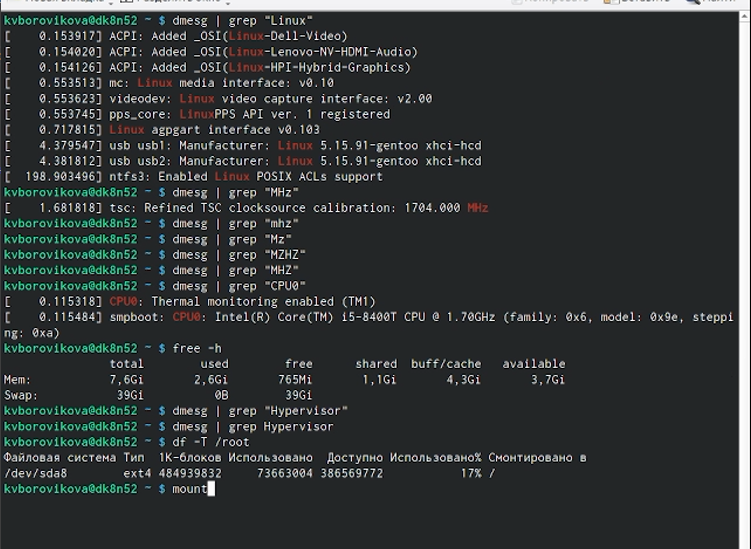 kvborovikova@dk8n52 ~ $ dmesg | grep "Linux"
[    0.153917] ACPI: Added _OSI(Linux-Dell-Video)
[    0.154020] ACPI: Added _OSI(Linux-Lenovo-NV-HDMI-Audio)
[    0.154126] ACPI: Added _OSI(Linux-HPI-Hybrid-Graphics)
[    0.553513] mc: Linux media interface: v0.10
[    0.553623] videodev: Linux video capture interface: v2.00
[    0.553745] pps_core: LinuxPPS API ver. 1 registered
[    0.717815] Linux agpgart interface v0.103
[    4.379547] usb usb1: Manufacturer: Linux 5.15.91-gentoo xhci-hcd
[    4.381812] usb usb2: Manufacturer: Linux 5.15.91-gentoo xhci-hcd
[  198.903496] ntfs3: Enabled Linux POSIX ACLs support
kvborovikova@dk8n52 ~ $ dmesg | grep "MHz"
[    1.681818] tsc: Refined TSC clocksource calibration: 1704.000 MHz
kvborovikova@dk8n52 ~ $ dmesg | grep "mhz"
kvborovikova@dk8n52 ~ $ dmesg | grep "Mz"
kvborovikova@dk8n52 ~ $ dmesg | grep "MZHZ"
kvborovikova@dk8n52 ~ $ dmesg | grep "MHZ"
kvborovikova@dk8n52 ~ $ dmesg | grep "CPU0"
[    0.115318] CPU0: Thermal monitoring enabled (TM1)
[    0.115484] smpboot: CPU0: Intel(R) Core(TM) i5-8400T CPU @ 1.70GHz (family: 0x6, model: 0x9e, steppi
ng: 0xa)
kvborovikova@dk8n52 ~ $ free -h
total used free shared buff/cache available
Mem: 7,6Gi 2,6Gi 765Mi 1,1Gi 4,3Gi 3,7Gi
Swap: 39Gi 0B 39Gi
kvborovikova@dk8n52 ~ $ dmesg | grep "Hypervisor"
kvborovikova@dk8n52 ~ $ dmesg | grep Hypervisor
kvborovikova@dk8n52 ~ $ df -T /root
Файловая система Тип 1K-блоков Использовано Доступно Использовано% Смонтировано в
/dev/sda8 ext4 484939832 73663004 386569772 17% /
kvborovikova@dk8n52 ~ $ mount